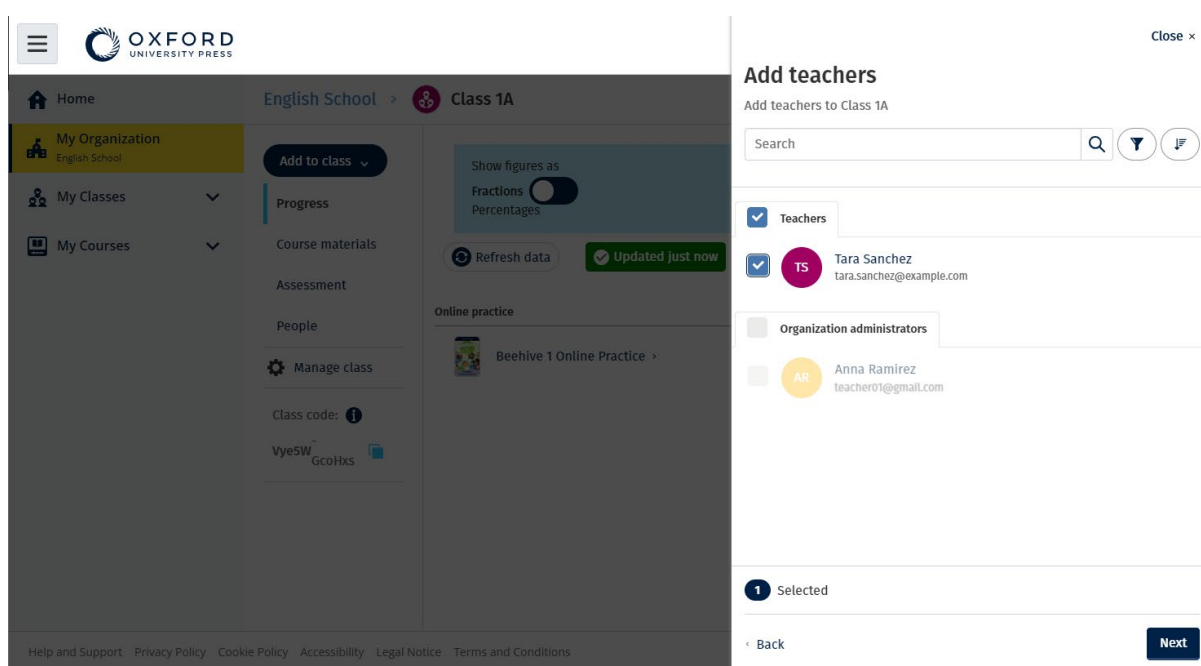 OXFORD
UNIVERSITY PRESS
Home
My Organization
English School
My Classes
My Courses
English School > Class 1A
Add to class
Progress
Course materials
Assessment
People
Manage class
Class code:
Vye5W-
GcoHxs
Show figures as
Fractions
Percentages
Refresh data
Updated just now
Online practice
Beehive 1 Online Practice ›
Help and Support Privacy Policy Cookie Policy Accessibility Legal Notice Terms and Conditions
Close ×
Add teachers
Add teachers to Class 1A
Search
Teachers
TS
Tara Sanchez
tara.sanchez@example.com
Organization administrators
AR
Anna Ramirez
teacher01@gmail.com
1 Selected
‹ Back
Next